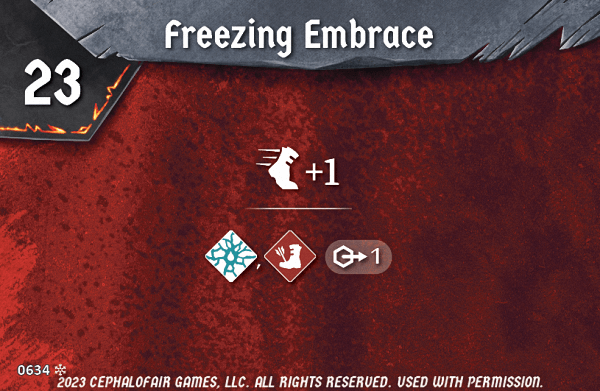 Freezing Embrace
23
+1
, 1
0634
2023 CEPHALOFAIR GAMES, LLC. ALL RIGHTS RESERVED. USED WITH PERMISSION.